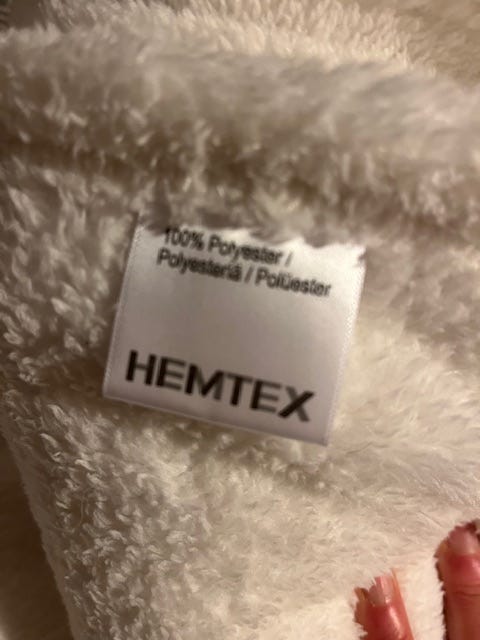 100% Polyester /
Polyesteriä / Polüester
HEMTEX